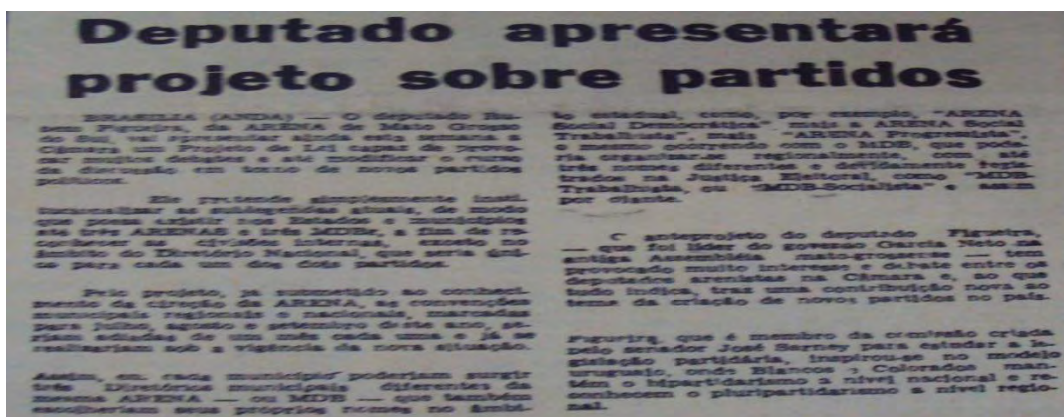 Deputado apresentará
projeto sobre partidos
BRASÍLIA (ANDA) — O deputado Ru-
bem Figueira, da ARENA de Mato Grosso
do Sul, vai apresentar ainda esta semana a
Câmara um Projeto de Lei capaz de provo-
car muitos debates e até modificar o curso
da discussão em torno de novos partidos
políticos.
Ele pretende simplesmente insti-
tucionalizar as sublegendas atuais, de modo
que possam existir nos Estados e municípios
até três ARENAS e três MDBs, a fim de re-
conhecer as divisões internas, exceto no
âmbito do Diretório Nacional, que seria úni-
co para cada um dos dois partidos.
Pelo projeto, já submetido ao conheci-
mento da direção da ARENA, as convenções
municipais regionais e nacionais, marcadas
para julho, agosto e setembro deste ano, se-
riam adiadas de um mês cada uma e já se
realizariam sob a vigência da nova situação.
Assim, em cada município poderiam surgir
três Diretórios municipais diferentes da
mesma ARENA — ou MDB — que também
escolheriam seus próprios nomes no âmbi-
to estadual, como, por exemplo "ARENA
Social Democrática" mais a ARENA Social
Trabalhista", mais "ARENA Progressista",
o mesmo ocorrendo com o MDB, que pode-
ria organizar-se regionalmente, com até
três nomes diferentes e devidamente
na Justiça Eleitoral, como "MDB-
Trabalhista, ou "MDB-Socialista" e assim
por diante.
O anteprojeto do deputado Figueira,
— que foi líder do governo Garcia Neto na
antiga Assembléia mato-grossense — tem
provocado muito interesse e debate entre os
deputados arenistas na Câmara e, ao que
tudo indica, traz uma contribuição nova ao
tema da criação de novos partidos no país.
Figueira, que é membro da comissão criada
pelo senador José Sarney para estudar a le-
gislação partidária, inspirou-se no modelo
uruguaio, onde Blancos e Colorados man-
têm o bipartidarismo a nível nacional e re-
conhecem o pluripartidarismo a nível regio-
nal.